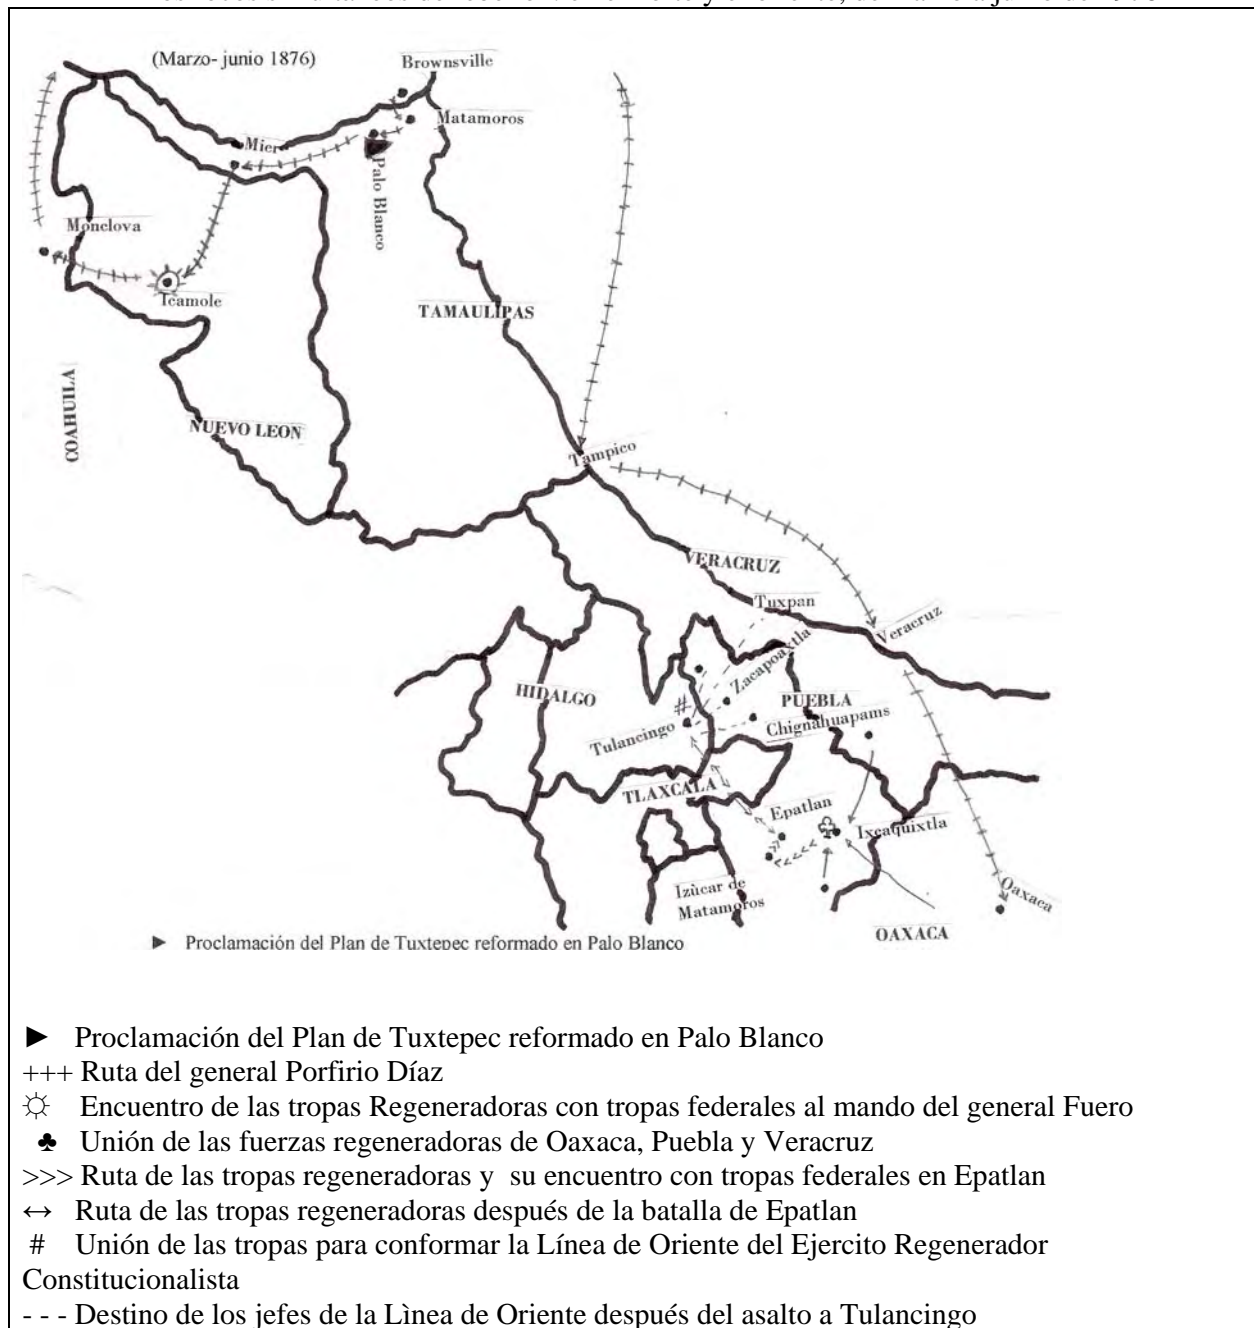 (Marzo- junio 1876)
Brownsville
Matamoros
Mier
Palo Blanco
Monclova
Icamole
TAMAULIPAS
COAHUILA
NUEVO LEON
Tampico
VERACRUZ
Tuxpan
Veracruz
Zacapoaxtla
HIDALGO
#
PUEBLA
Chignahuapams
Tulancingo
TLAXCALA
Epatlan
Ixcaquixtla
Izùcar de
Matamoros
Oaxaca
OAXACA
► Proclamación del Plan de Tuxtepec reformado en Palo Blanco
► Proclamación del Plan de Tuxtepec reformado en Palo Blanco
+++ Ruta del general Porfirio Díaz
☼ Encuentro de las tropas Regeneradoras con tropas federales al mando del general Fuero
♣ Unión de las fuerzas regeneradoras de Oaxaca, Puebla y Veracruz
>>> Ruta de las tropas regeneradoras y su encuentro con tropas federales en Epatlan
↔ Ruta de las tropas regeneradoras después de la batalla de Epatlan
# Unión de las tropas para conformar la Línea de Oriente del Ejercito Regenerador
Constitucionalista
- - - Destino de los jefes de la Lìnea de Oriente después del asalto a Tulancingo